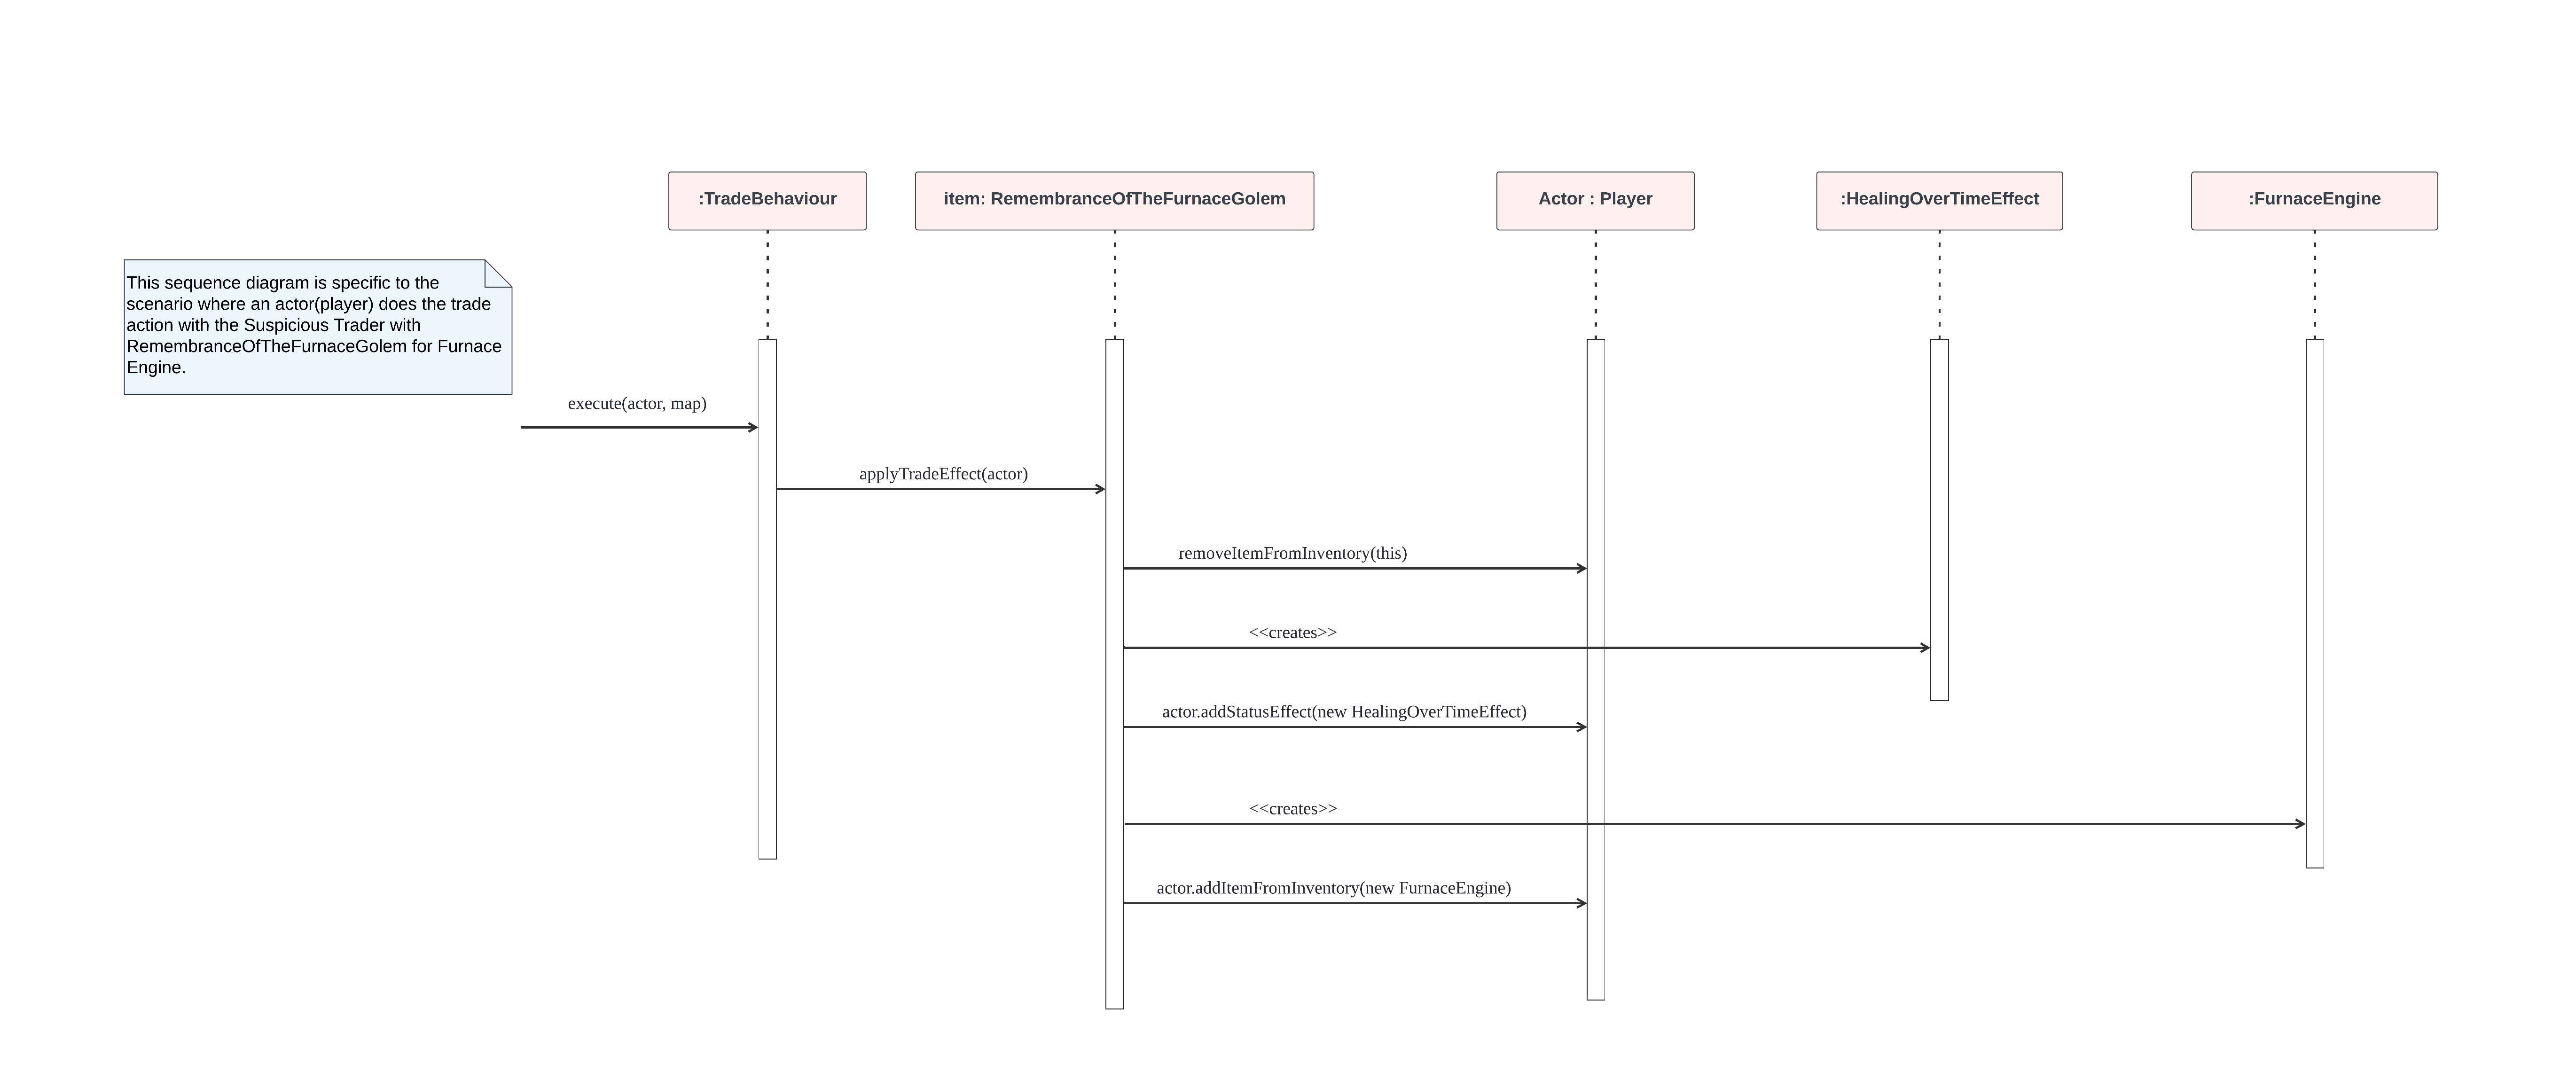 :TradeBehaviour
item: RemembranceOfTheFurnaceGolem
Actor : Player
:HealingOverTimeEffect
:FurnaceEngine
This sequence diagram is specific to the
scenario where an actor(player) does the trade
action with the Suspicious Trader with
RemembranceOfTheFurnaceGolem for Furnace
Engine.
execute(actor, map)
applyTradeEffect(actor)
removeItemFromInventory(this)
<<creates>>
actor.addStatusEffect(new HealingOverTimeEffect)
<<creates>>
actor.addItemFromInventory(new FurnaceEngine)